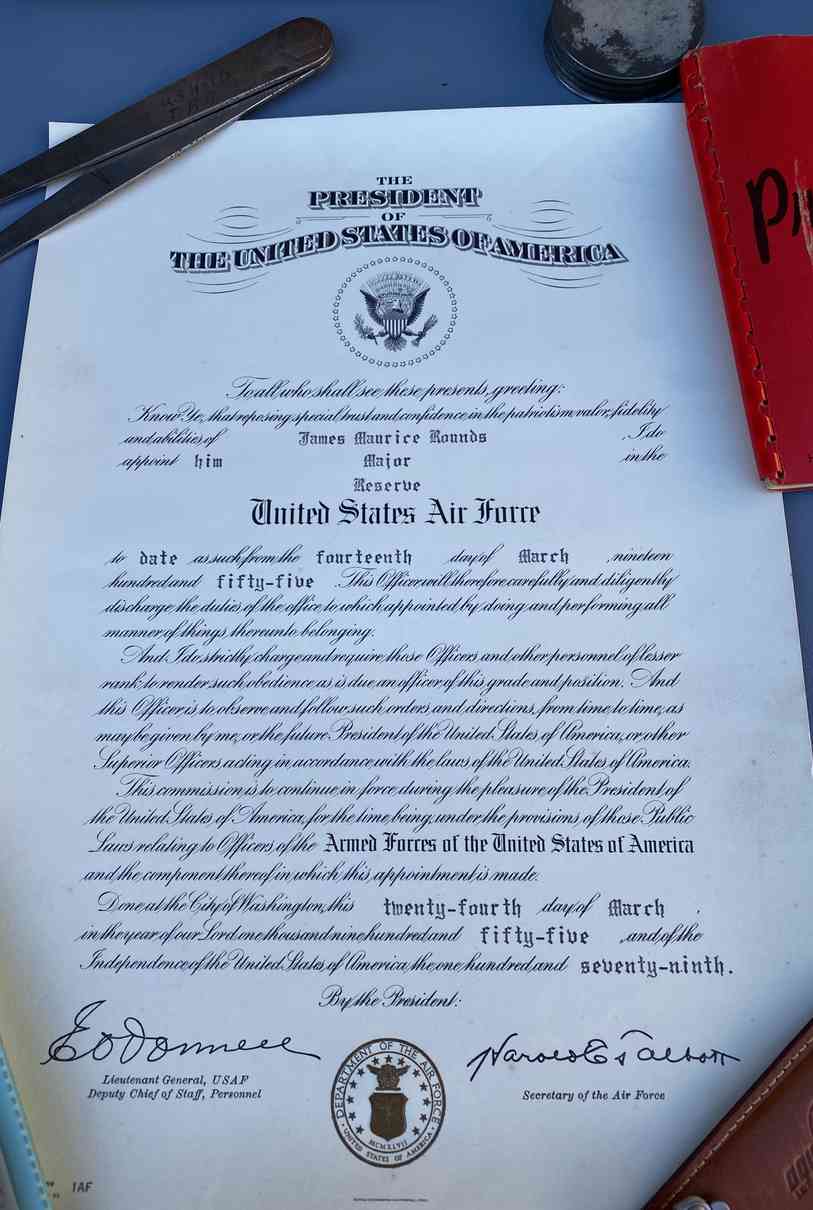 THE
PRESIDENT
OF
THE UNITED STATES OF AMERICA
To all who shall see these presents, greeting:
Know Ye, that reposing special trust and confidence in the patriotism, valor, fidelity
and abilities of James Maurice Rounds , I do
appoint him Major in the
Reserve
United States Air Force
to date as such from the fourteenth day of March , nineteen
hundred and fifty-five . This Officer will therefore carefully and diligently
discharge the duties of the office to which appointed by doing and performing all
manner of things thereunto belonging.
And I do strictly charge and require those Officers and other personnel of lesser
rank to render such obedience as is due an officer of this grade and position. And
this Officer is to observe and follow such orders and directions, from time to time, as
may be given by me, or the future President of the United States of America, or other
Superior Officers acting in accordance with the laws of the United States of America.
This commission is to continue in force during the pleasure of the President of
the United States of America, for the time being, under the provisions of those Public
Laws relating to Officers of the Armed Forces of the United States of America
and the component thereof in which this appointment is made.
Done at the City of Washington, this twenty-fourth day of March ,
in the year of our Lord one thousand nine hundred and fifty-five , and of the
Independence of the United States of America, the one hundred and seventy-ninth.
By the President:
E O'Donnell
Harold E Talbott
Lieutenant General, USAF
Deputy Chief of Staff, Personnel
Secretary of the Air Force
DEPARTMENT OF THE AIR FORCE
MCMXLVII
UNITED STATES OF AMERICA
1AF